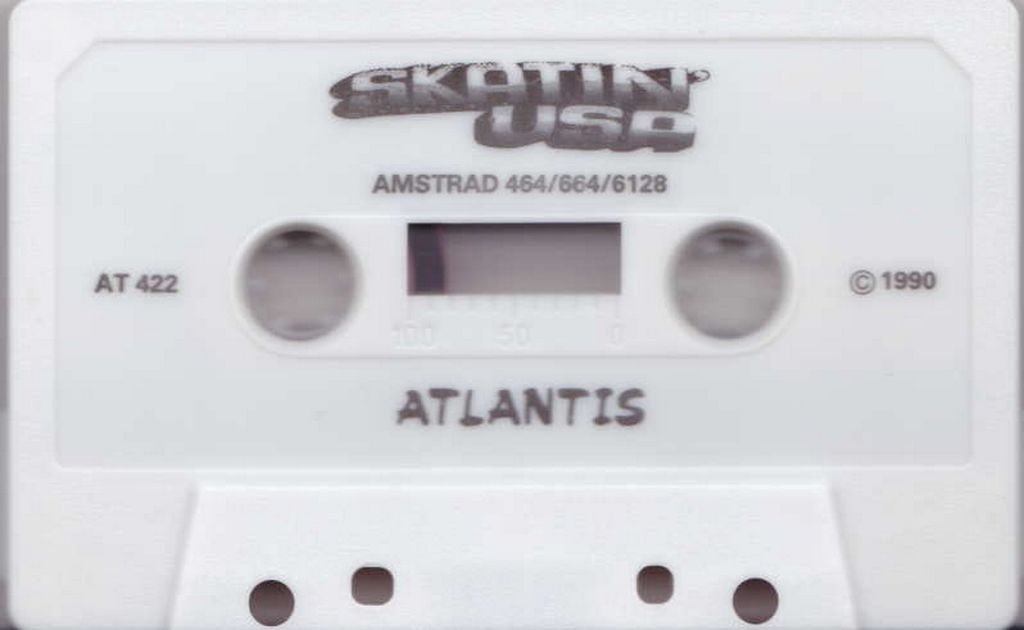 SKATIN'
USA
AMSTRAD 464/664/6128
AT 422
© 1990
100 50 0
ATLANTIS